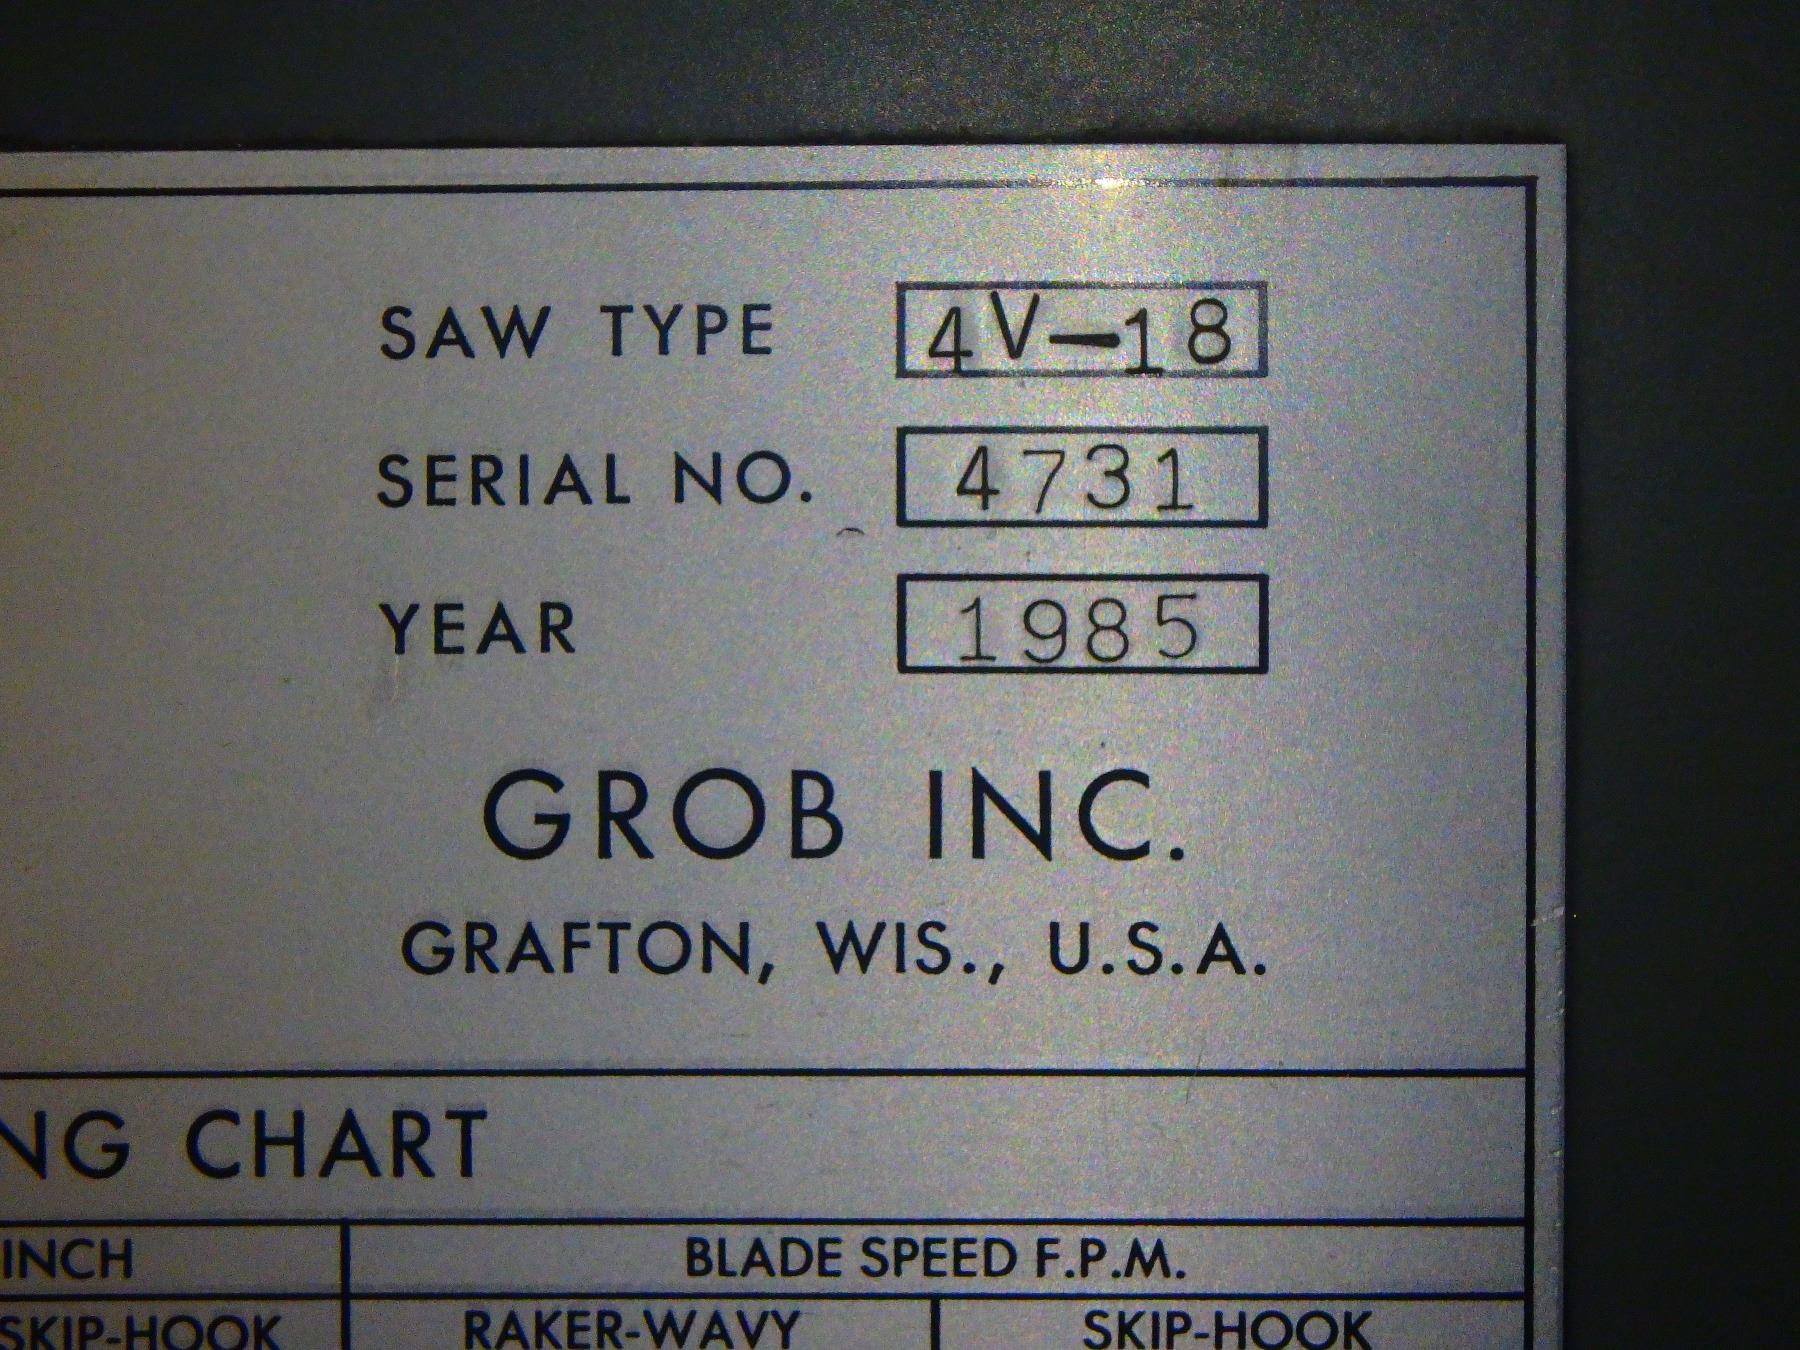 SAW TYPE 4V-18
SERIAL NO. 4731
YEAR 1985
GROB INC.
GRAFTON, WIS., U.S.A.
NG CHART
INCH BLADE SPEED F.P.M.
SKIP-HOOK RAKER-WAVY SKIP-HOOK